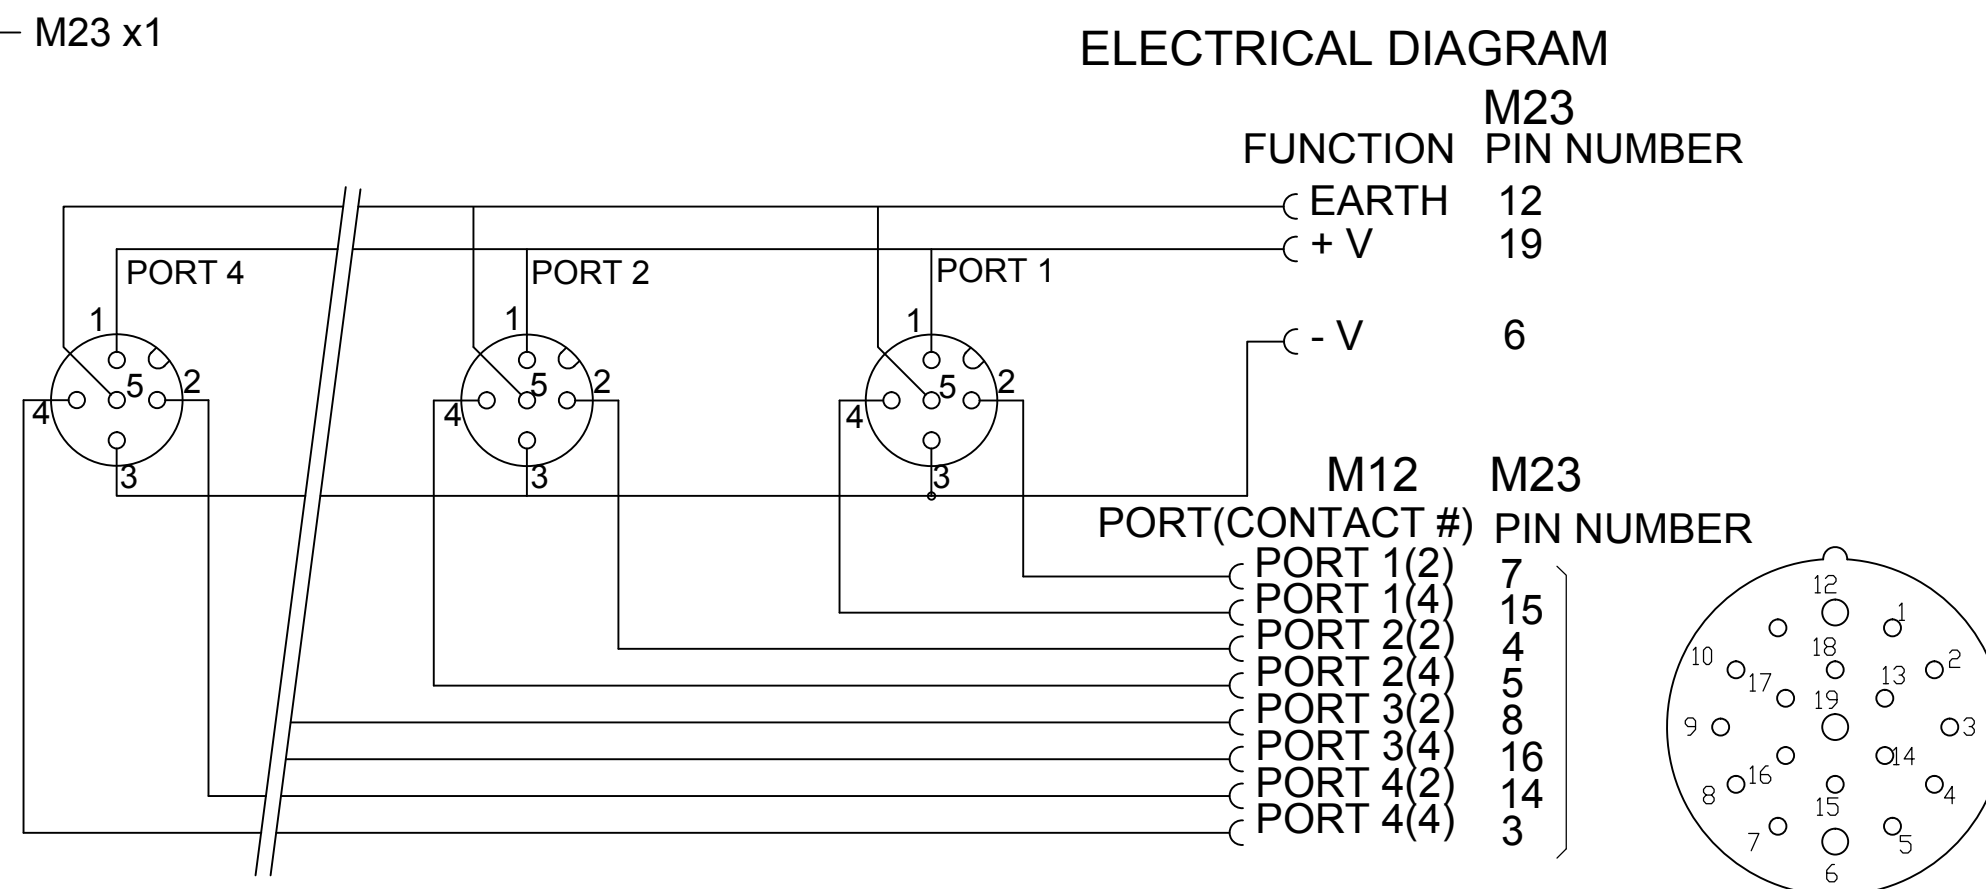 M23 x1
ELECTRICAL DIAGRAM
M23
FUNCTION PIN NUMBER
EARTH 12
+ V 19
PORT 4 PORT 2 PORT 1
1 1 1
- V 6
5 2 5 2 5 2
4 4 4
3 3 3
M12 M23
PORT(CONTACT #) PIN NUMBER
PORT 1(2) 7
PORT 1(4) 15
PORT 2(2) 4
PORT 2(4) 5
PORT 3(2) 8
PORT 3(4) 16
PORT 4(2) 14
PORT 4(4) 3
12
1
18
10 2
17 13
19
9 3
16 14
8 4
15
7 5
6